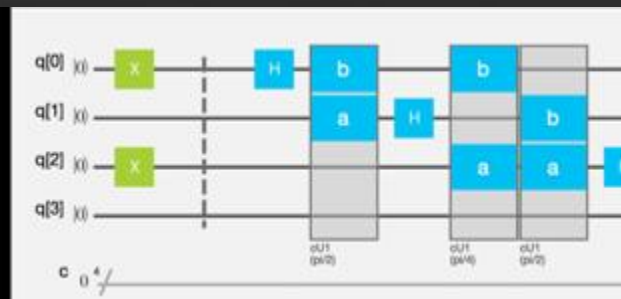 q[0] |0⟩ X H b b
q[1] |0⟩ a H b
q[2] |0⟩ X a a
q[3] |0⟩
cU1 cU1 cU1
(pi/2) (pi/4) (pi/2)
c 0 4